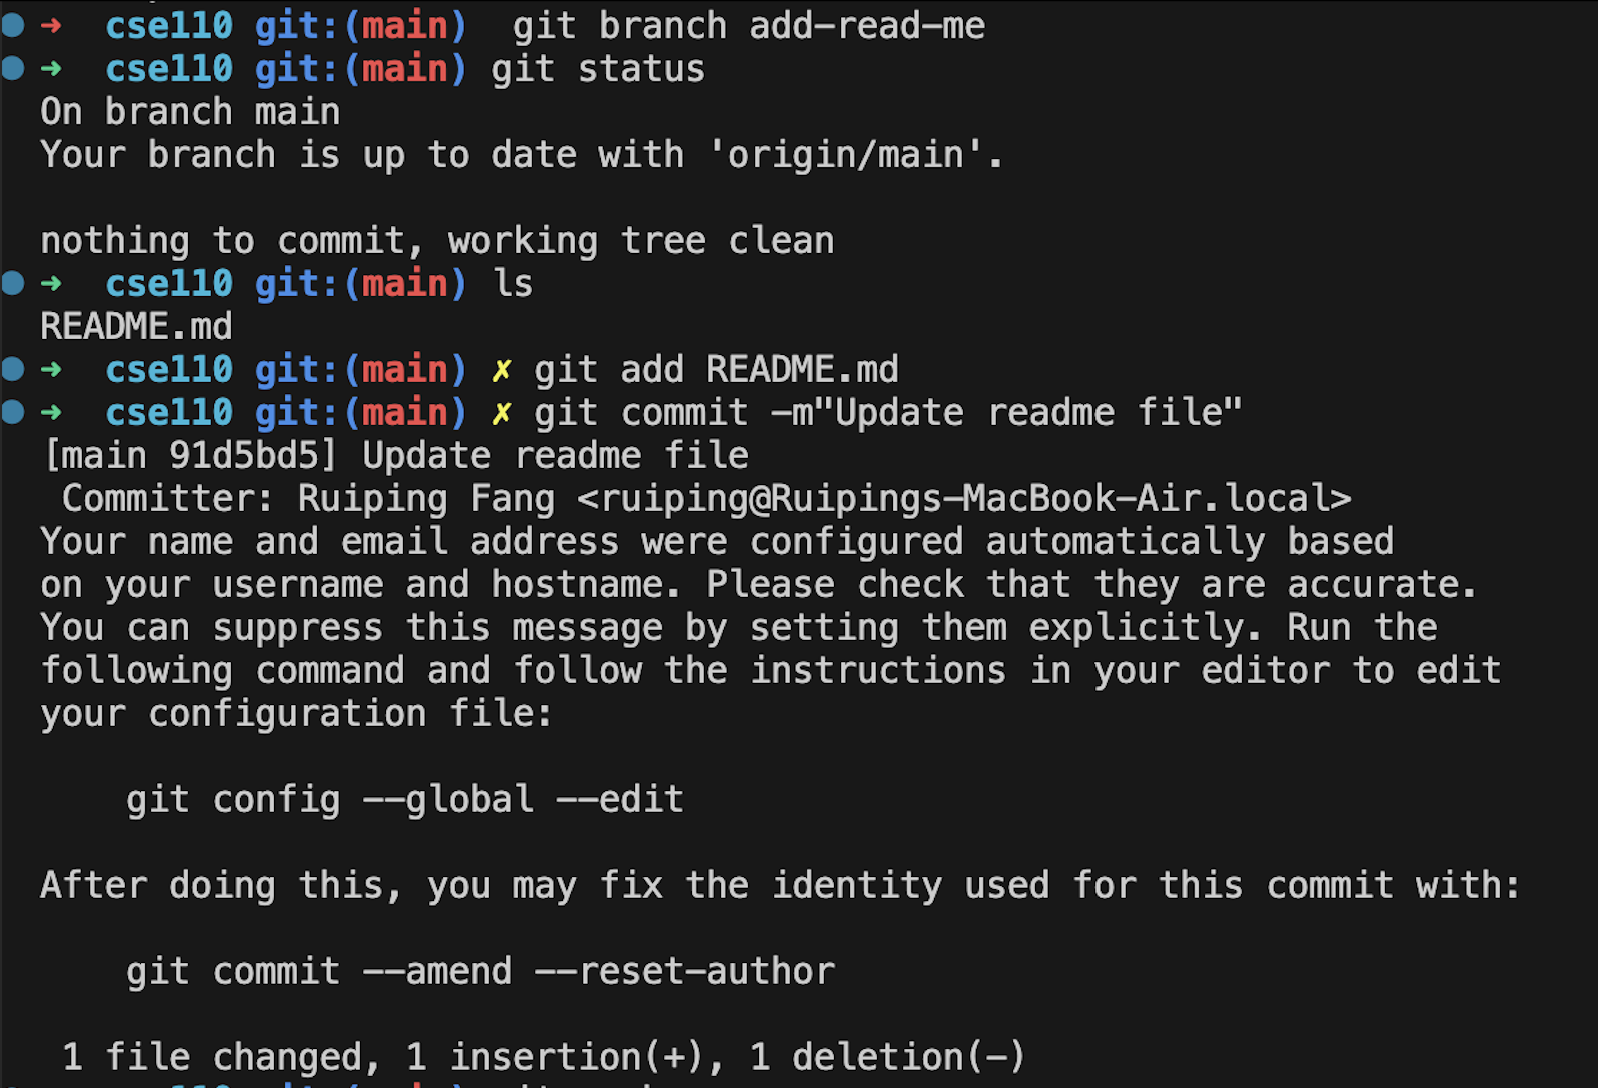 ➜  cse110 git:(main)  git branch add-read-me
➜  cse110 git:(main) git status
On branch main
Your branch is up to date with 'origin/main'.
nothing to commit, working tree clean
➜  cse110 git:(main) ls
README.md
➜  cse110 git:(main) ✗ git add README.md
➜  cse110 git:(main) ✗ git commit -m"Update readme file"
[main 91d5bd5] Update readme file
 Committer: Ruiping Fang <ruiping@Ruipings-MacBook-Air.local>
Your name and email address were configured automatically based
on your username and hostname. Please check that they are accurate.
You can suppress this message by setting them explicitly. Run the
following command and follow the instructions in your editor to edit
your configuration file:
    git config --global --edit
After doing this, you may fix the identity used for this commit with:
    git commit --amend --reset-author
 1 file changed, 1 insertion(+), 1 deletion(-)
cse110 git:(main)